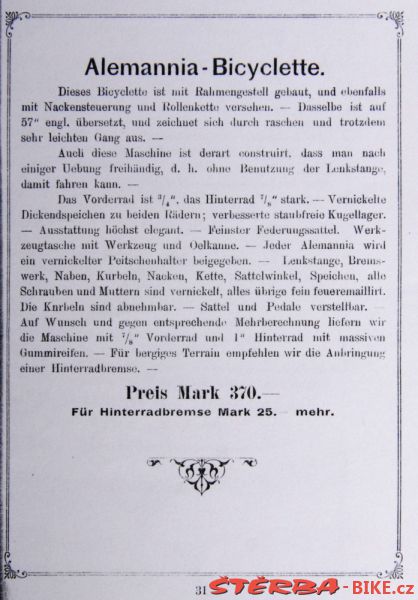 Alemannia-Bicyclette.
Dieses Bicyclette ist mit Rahmengestell gebaut, und ebenfalls
mit Nackensteuerung und Rollenkette versehen. — Dasselbe ist auf
57" engl. übersetzt, und zeichnet sich durch raschen und trotzdem
sehr leichten Gang aus. —
Auch diese Maschine ist derart construirt, dass man nach
einiger Uebung freihändig, d. h. ohne Benutzung der Lenkstange,
damit fahren kann. —
Das Vorderrad ist ³/₄", das Hinterrad ⁷/₈" stark. — Vernickelte
Dickendspeichen zu beiden Rädern; verbesserte staubfreie Kugellager.
— Ausstattung höchst elegant. — Feinster Federungssattel. Werk-
zeugtasche mit Werkzeug und Oelkanne. — Jeder Alemannia wird
ein vernickelter Peitschenhalter beigegeben. — Lenkstange, Brems-
werk, Naben, Kurbeln, Nacken, Kette, Sattelwinkel, Speichen, alle
Schrauben und Muttern sind vernickelt, alles übrige fein feueremaillirt.
Die Knrbeln sind abnehmbar. — Sattel und Pedale verstellbar. —
Auf Wunsch und gegen entsprechende Mehrberechnung liefern wir
die Maschine mit ⁷/₈" Vorderrad und 1" Hinterrad mit massiven
Gummireifen. — Für bergiges Terrain empfehlen wir die Anbringung
einer Hinterradbremse. —
Preis Mark 370.—
Für Hinterradbremse Mark 25.— mehr.
31
ŠTĚRBA-BIKE.cz